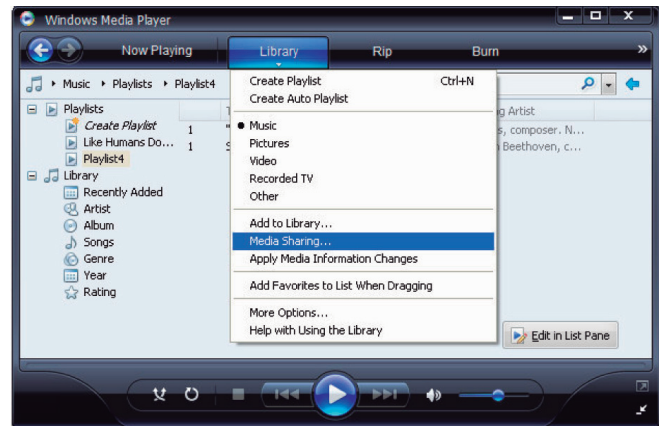 Windows Media Player
Now Playing Library Rip Burn »
Music Playlists Playlist4
Create Playlist Ctrl+N
Create Auto Playlist
Music
Pictures
Video
Recorded TV
Other
Add to Library...
Media Sharing...
Apply Media Information Changes
Add Favorites to List When Dragging
More Options...
Help with Using the Library
Playlists
Create Playlist
Like Humans Do...
Playlist4
Library
Recently Added
Artist
Album
Songs
Genre
Year
Rating
1
1
Artist
composer. N...
Beethoven, c...
Edit in List Pane